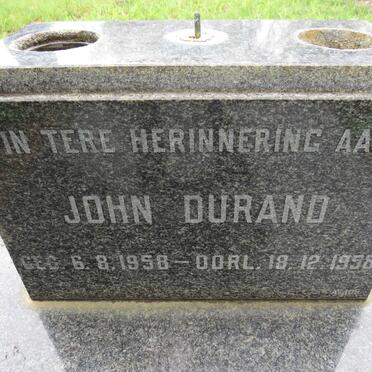 IN TERE HERINNERING AA
JOHN DURAND
GEB 6.8.1958 — OORL. 18.12.1958